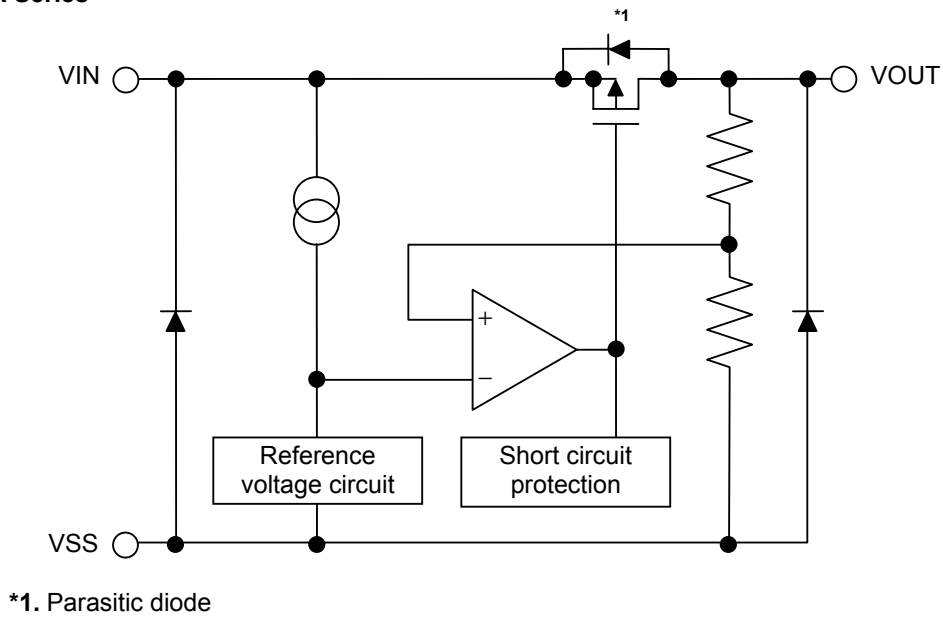 Series
*1
VIN
VOUT
+
−
Reference
voltage circuit
Short circuit
protection
VSS
*1. Parasitic diode